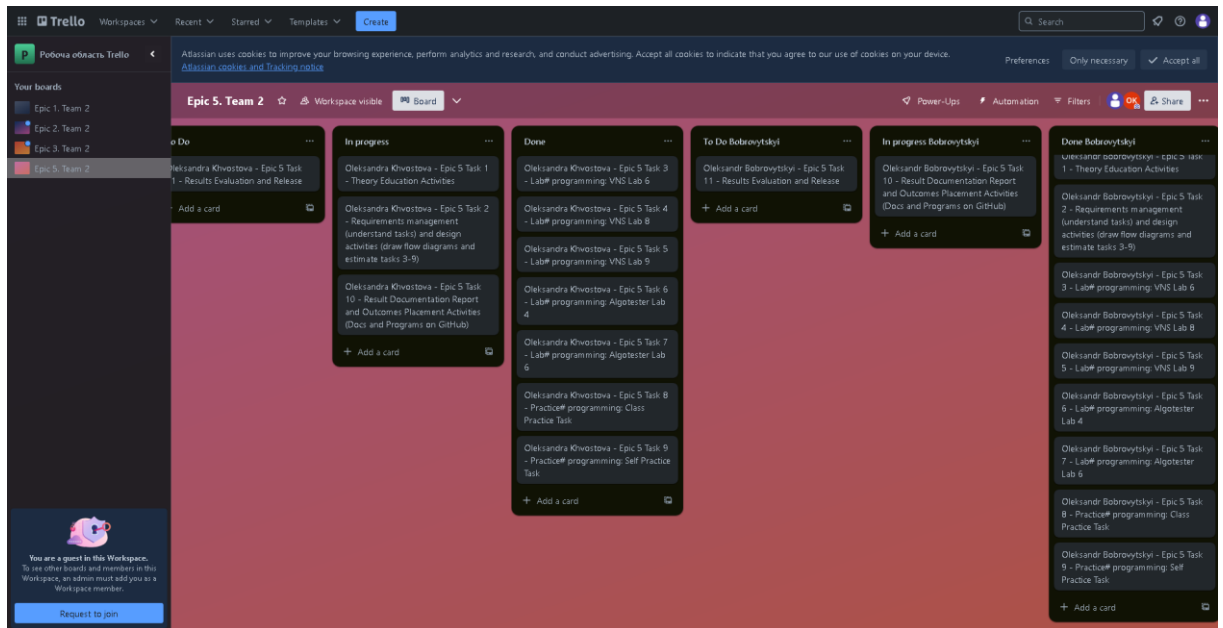 Trello
Workspaces
Recent
Starred
Templates
Create
Search
P
Робоча область Trello
Atlassian uses cookies to improve your browsing experience, perform analytics and research, and conduct advertising. Accept all cookies to indicate that you agree to our use of cookies on your device.
Atlassian cookies and Tracking notice
Preferences
Only necessary
Accept all
Your boards
Epic 1. Team 2
Epic 2. Team 2
Epic 3. Team 2
Epic 5. Team 2
Epic 5. Team 2
Workspace visible
Board
Power-Ups
Automation
Filters
OK
Share
o Do
Oleksandra Khvostova - Epic 5 Task
11 - Results Evaluation and Release
Add a card
In progress
Oleksandra Khvostova - Epic 5 Task 1
- Theory Education Activities
Oleksandra Khvostova - Epic 5 Task 2
- Requirements management
(understand tasks) and design
activities (draw flow diagrams and
estimate tasks 3-9)
Oleksandra Khvostova - Epic 5 Task
10 - Result Documentation Report
and Outcomes Placement Activities
(Docs and Programs on GitHub)
+ Add a card
Done
Oleksandra Khvostova - Epic 5 Task 3
- Lab# programming: VNS Lab 6
Oleksandra Khvostova - Epic 5 Task 4
- Lab# programming: VNS Lab 8
Oleksandra Khvostova - Epic 5 Task 5
- Lab# programming: VNS Lab 9
Oleksandra Khvostova - Epic 5 Task 6
- Lab# programming: Algotester Lab
4
Oleksandra Khvostova - Epic 5 Task 7
- Lab# programming: Algotester Lab
6
Oleksandra Khvostova - Epic 5 Task 8
- Practice# programming: Class
Practice Task
Oleksandra Khvostova - Epic 5 Task 9
- Practice# programming: Self Practice
Task
+ Add a card
To Do Bobrovytskyi
Oleksandr Bobrovytskyi - Epic 5 Task
11 - Results Evaluation and Release
+ Add a card
In progress Bobrovytskyi
Oleksandr Bobrovytskyi - Epic 5 Task
10 - Result Documentation Report
and Outcomes Placement Activities
(Docs and Programs on GitHub)
+ Add a card
Done Bobrovytskyi
Oleksandr Bobrovytskyi - Epic 5 Task
1 - Theory Education Activities
Oleksandr Bobrovytskyi - Epic 5 Task
2 - Requirements management
(understand tasks) and design
activities (draw flow diagrams and
estimate tasks 3-9)
Oleksandr Bobrovytskyi - Epic 5 Task
3 - Lab# programming: VNS Lab 6
Oleksandr Bobrovytskyi - Epic 5 Task
4 - Lab# programming: VNS Lab 8
Oleksandr Bobrovytskyi - Epic 5 Task
5 - Lab# programming: VNS Lab 9
Oleksandr Bobrovytskyi - Epic 5 Task
6 - Lab# programming: Algotester
Lab 4
Oleksandr Bobrovytskyi - Epic 5 Task
7 - Lab# programming: Algotester
Lab 6
Oleksandr Bobrovytskyi - Epic 5 Task
8 - Practice# programming: Class
Practice Task
Oleksandr Bobrovytskyi - Epic 5 Task
9 - Practice# programming: Self
Practice Task
+ Add a card
You are a guest in this Workspace.
To see other boards and members in this
Workspace, an admin must add you as a
Workspace member.
Request to join